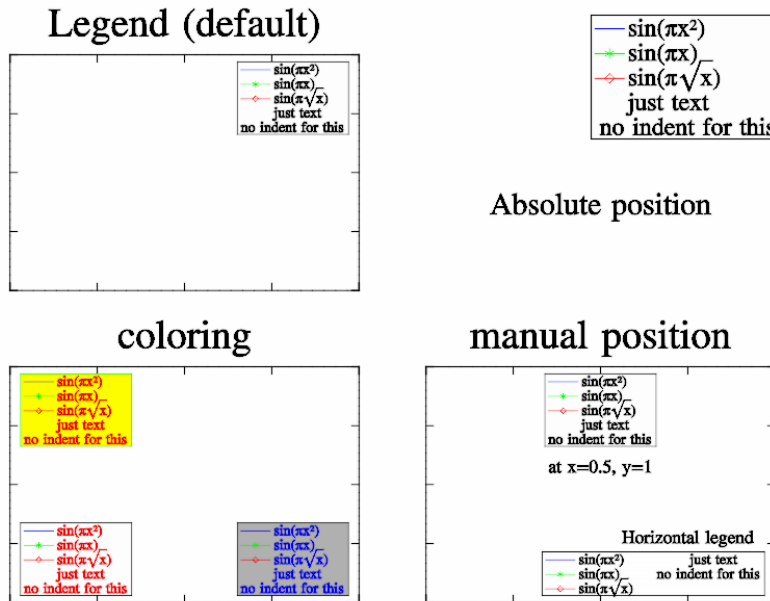 Legend (default)
sin(πx²)
sin(πx)
sin(π√x)
just text
no indent for this
sin(πx²)
sin(πx)
sin(π√x)
just text
no indent for this
Absolute position
coloring
sin(πx²)
sin(πx)
sin(π√x)
just text
no indent for this
sin(πx²)
sin(πx)
sin(π√x)
just text
no indent for this
sin(πx²)
sin(πx)
sin(π√x)
just text
no indent for this
manual position
sin(πx²)
sin(πx)
sin(π√x)
just text
no indent for this
at x=0.5, y=1
Horizontal legend
sin(πx²) just text
sin(πx) no indent for this
sin(π√x)